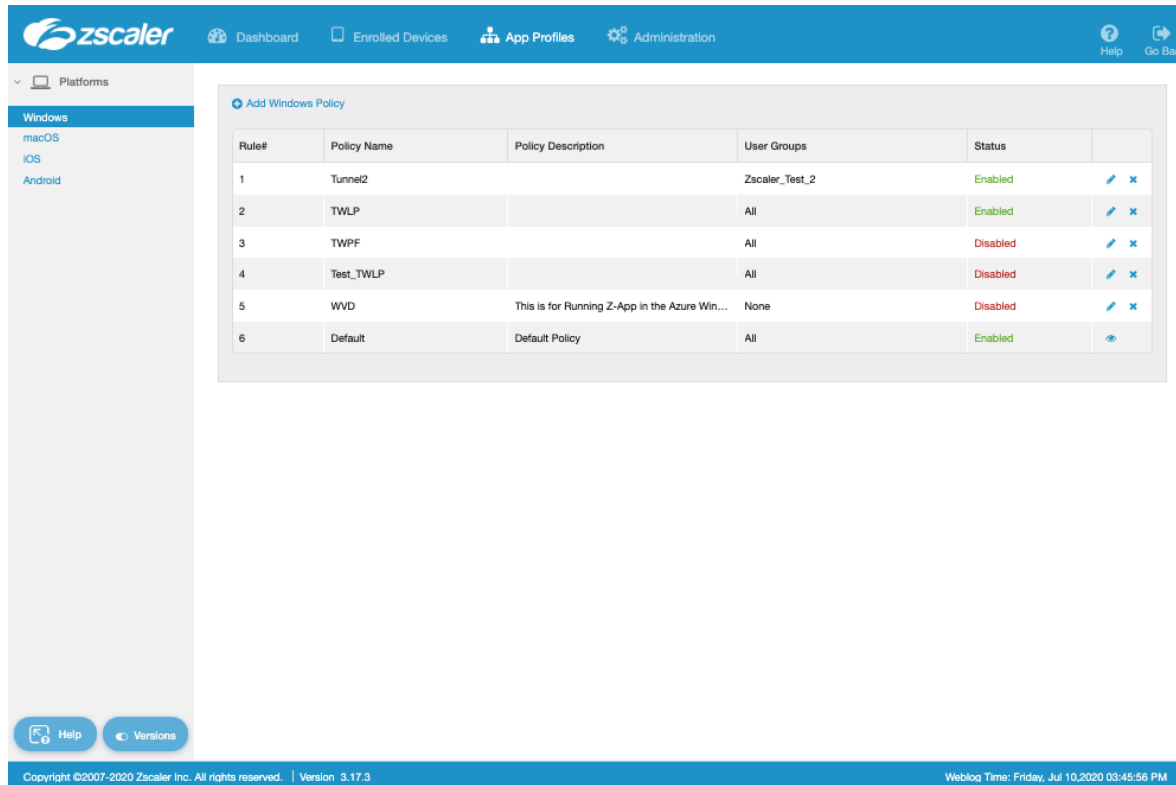 zscaler Dashboard Enrolled Devices App Profiles Administration Help Go Ba
Platforms
Windows
macOS
iOS
Android
Add Windows Policy
Rule# Policy Name Policy Description User Groups Status
1 Tunnel2 Zscaler_Test_2 Enabled
2 TWLP All Enabled
3 TWPF All Disabled
4 Test_TWLP All Disabled
5 WVD This is for Running Z-App in the Azure Win... None Disabled
6 Default Default Policy All Enabled
Help Versions
Copyright ©2007-2020 Zscaler Inc. All rights reserved. | Version 3.17.3 Weblog Time: Friday, Jul 10,2020 03:45:56 PM